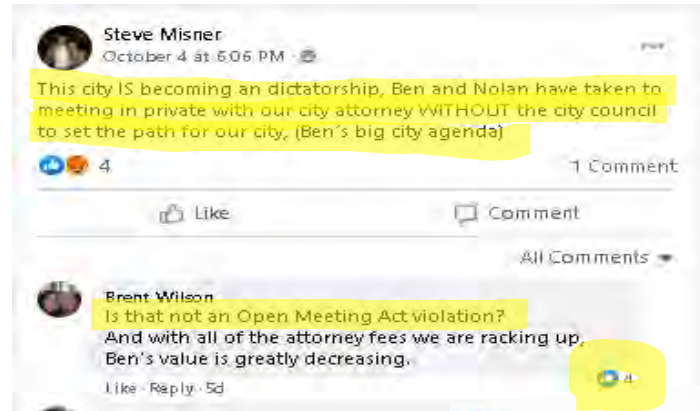 Steve Misner
October 4 at 6:06 PM ·
This city IS becoming an dictatorship, Ben and Nolan have taken to
meeting in private with our city attorney WITHOUT the city council
to set the path for our city, (Ben's big city agenda)
4
1 Comment
Like
Comment
All Comments
Brent Wilson
Is that not an Open Meeting Act violation?
And with all of the attorney fees we are racking up,
Ben's value is greatly decreasing.
4
Like · Reply · 5d